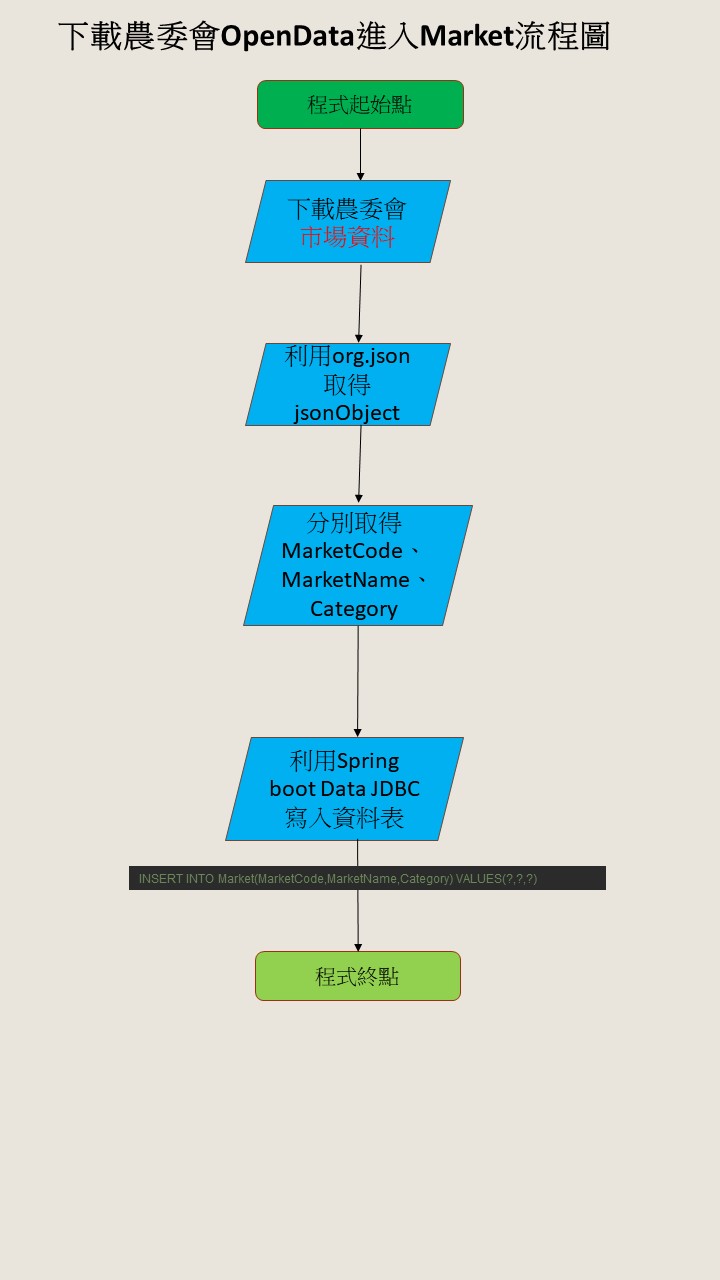 下載農委會OpenData進入Market流程圖
程式起始點
下載農委會
市場資料
利用org.json
取得
jsonObject
分別取得
MarketCode、
MarketName、
Category
利用Spring
boot Data JDBC
寫入資料表
INSERT INTO Market(MarketCode,MarketName,Category) VALUES(?,?,?)
程式終點